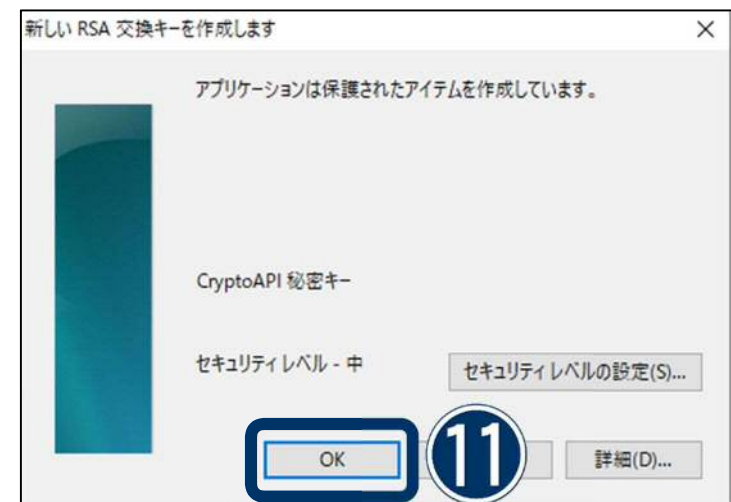 新しい RSA 交換キーを作成します
アプリケーションは保護されたアイテムを作成しています。
CryptoAPI 秘密キー
セキュリティ レベル - 中
セキュリティ レベルの設定(S)...
OK
11
詳細(D)...